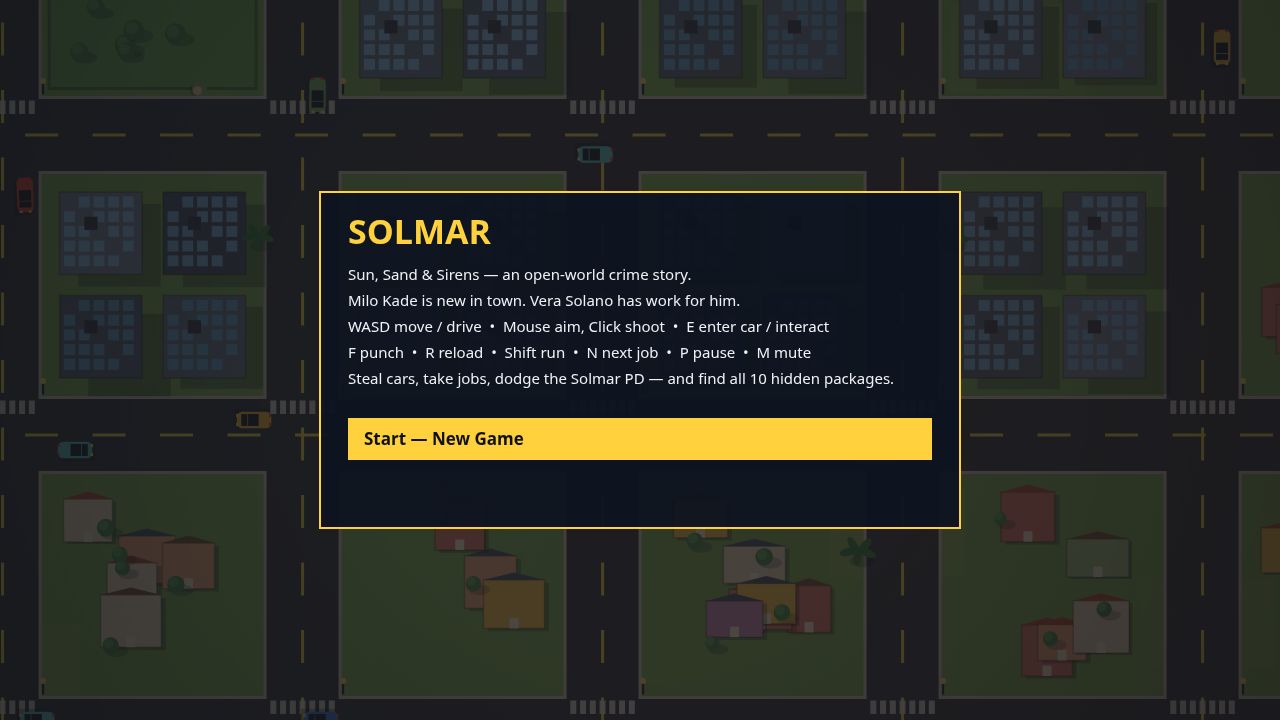 SOLMAR
Sun, Sand & Sirens — an open-world crime story.
Milo Kade is new in town. Vera Solano has work for him.
WASD move / drive • Mouse aim, Click shoot • E enter car / interact
F punch • R reload • Shift run • N next job • P pause • M mute
Steal cars, take jobs, dodge the Solmar PD — and find all 10 hidden packages.
Start — New Game